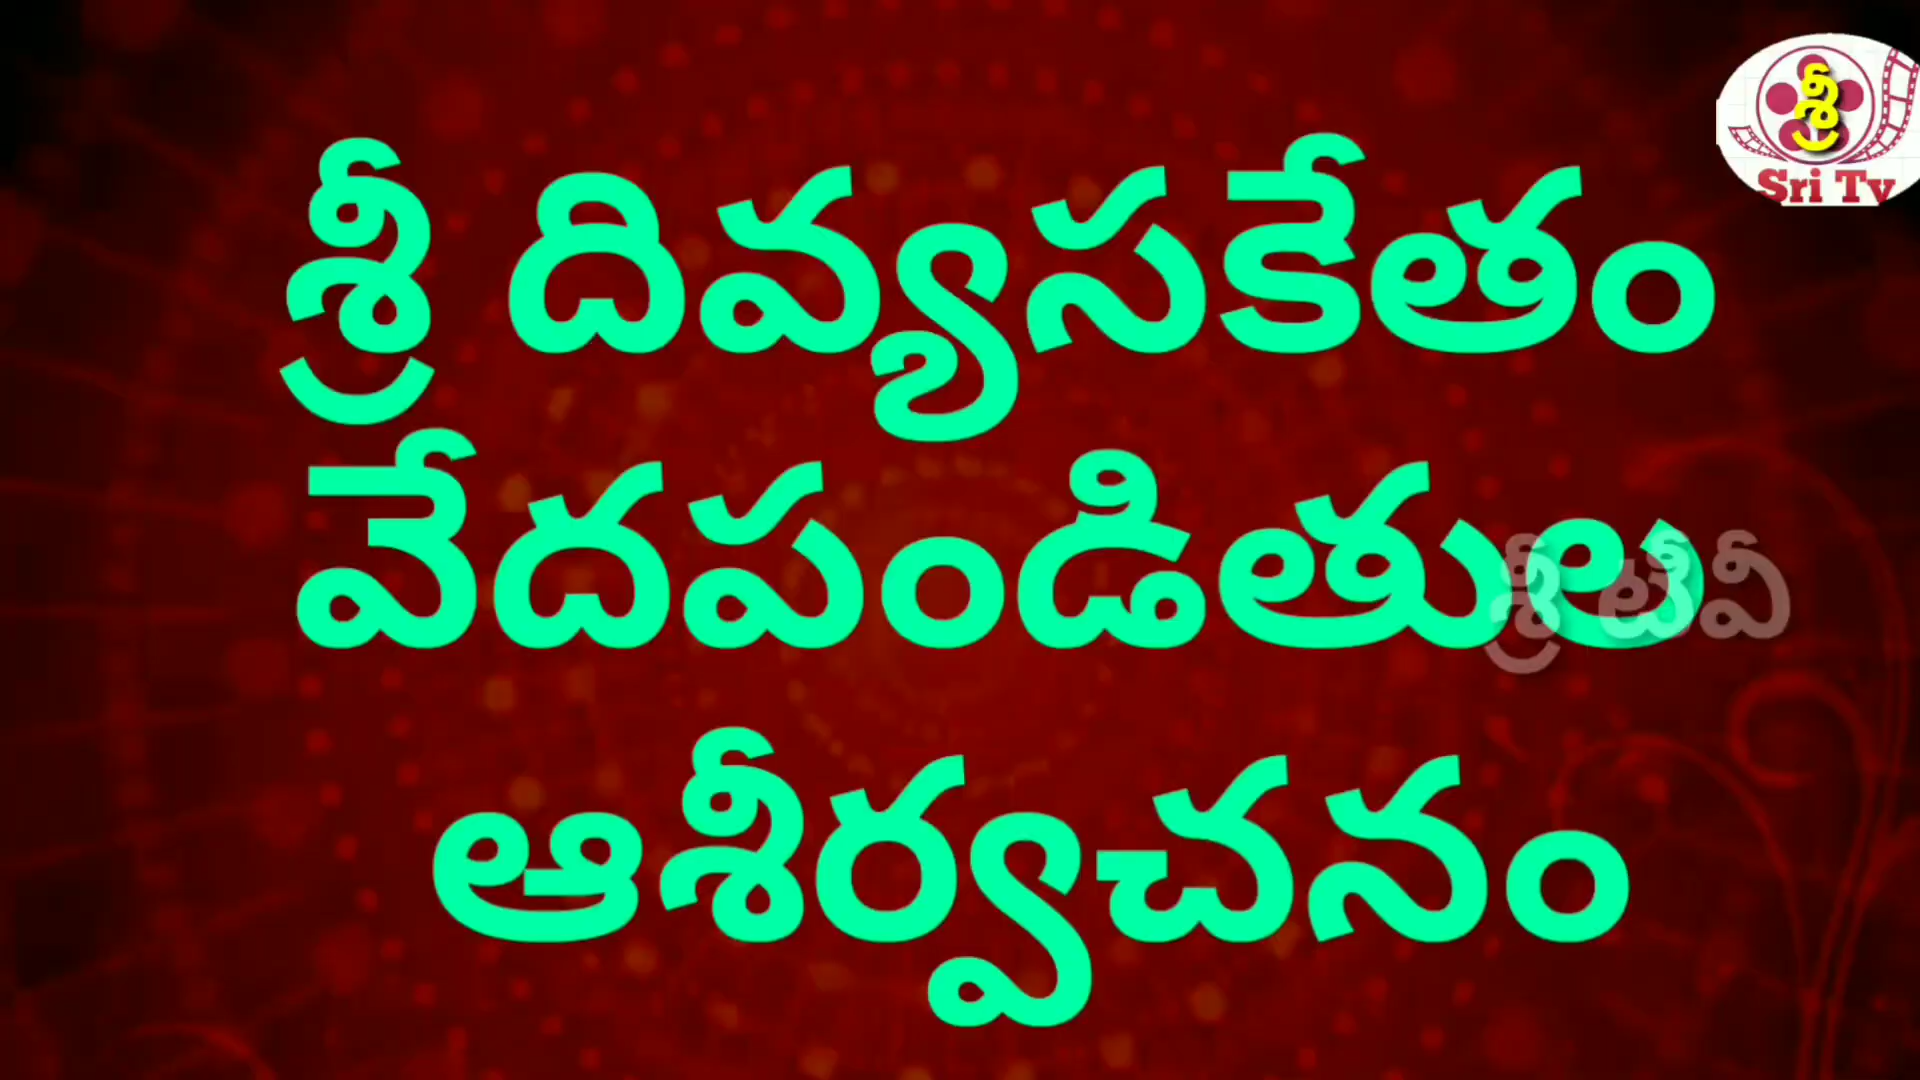 శ్రీ
Sri Tv
శ్రీ దివ్యసకేతం
వేదపండితుల
శ్రీ టీవీ
ఆశీర్వచనం